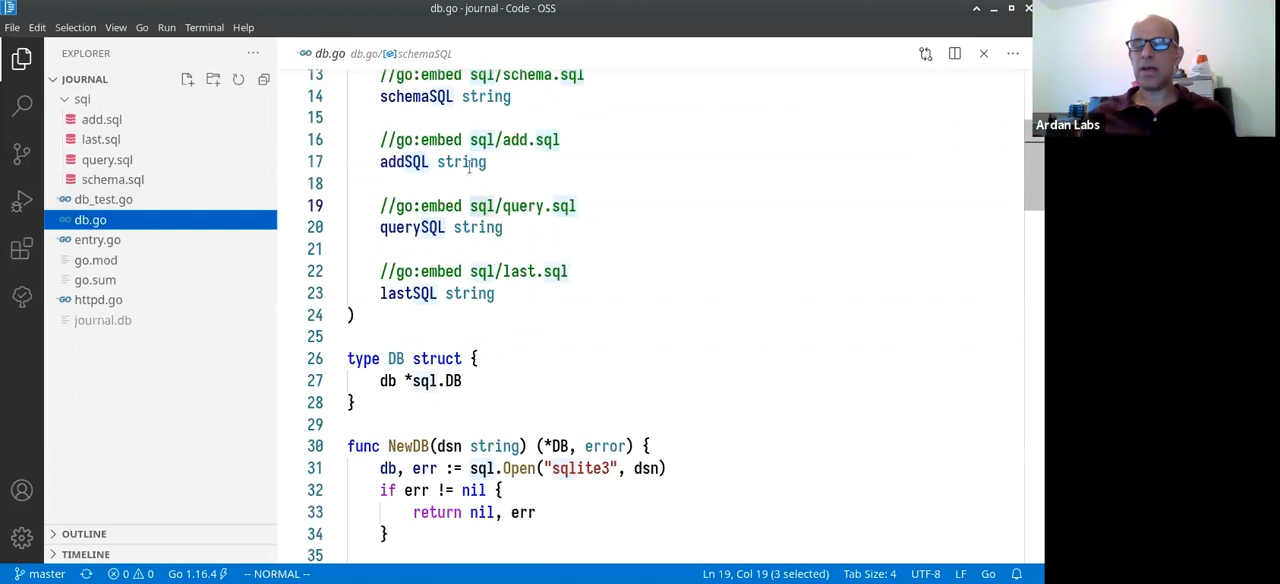 db.go - journal - Code - OSS
File Edit Selection View Go Run Terminal Help
EXPLORER
JOURNAL
sql
add.sql
last.sql
query.sql
schema.sql
db_test.go
db.go
entry.go
go.mod
go.sum
httpd.go
journal.db
OUTLINE
TIMELINE
db.go db.go/schemaSQL
13 //go:embed sql/schema.sql
14 schemaSQL string
15
16 //go:embed sql/add.sql
17 addSQL string
18
19 //go:embed sql/query.sql
20 querySQL string
21
22 //go:embed sql/last.sql
23 lastSQL string
24 )
25
26 type DB struct {
27 db *sql.DB
28 }
29
30 func NewDB(dsn string) (*DB, error) {
31 db, err := sql.Open("sqlite3", dsn)
32 if err != nil {
33 return nil, err
34 }
35
Ardan Labs
master 0 0 Go 1.16.4 -- NORMAL -- Ln 19, Col 19 (3 selected) Tab Size: 4 UTF-8 LF Go